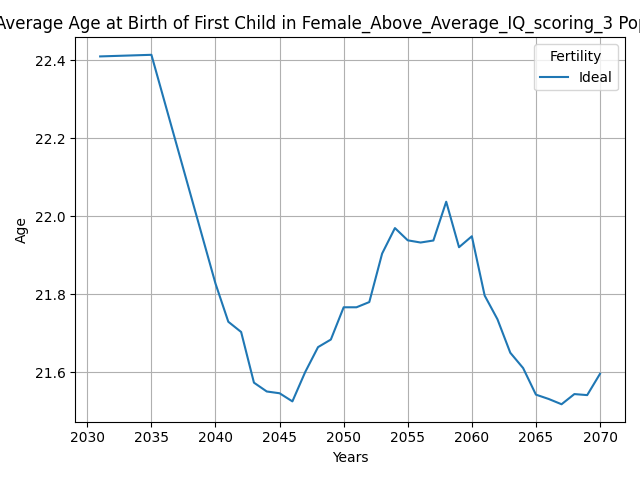 Average Age at Birth of First Child in Female_Above_Average_IQ_scoring_3
Fertility
Ideal
22.4
22.2
22.0
21.8
21.6
Age
2030 2035 2040 2045 2050 2055 2060 2065 2070
Years